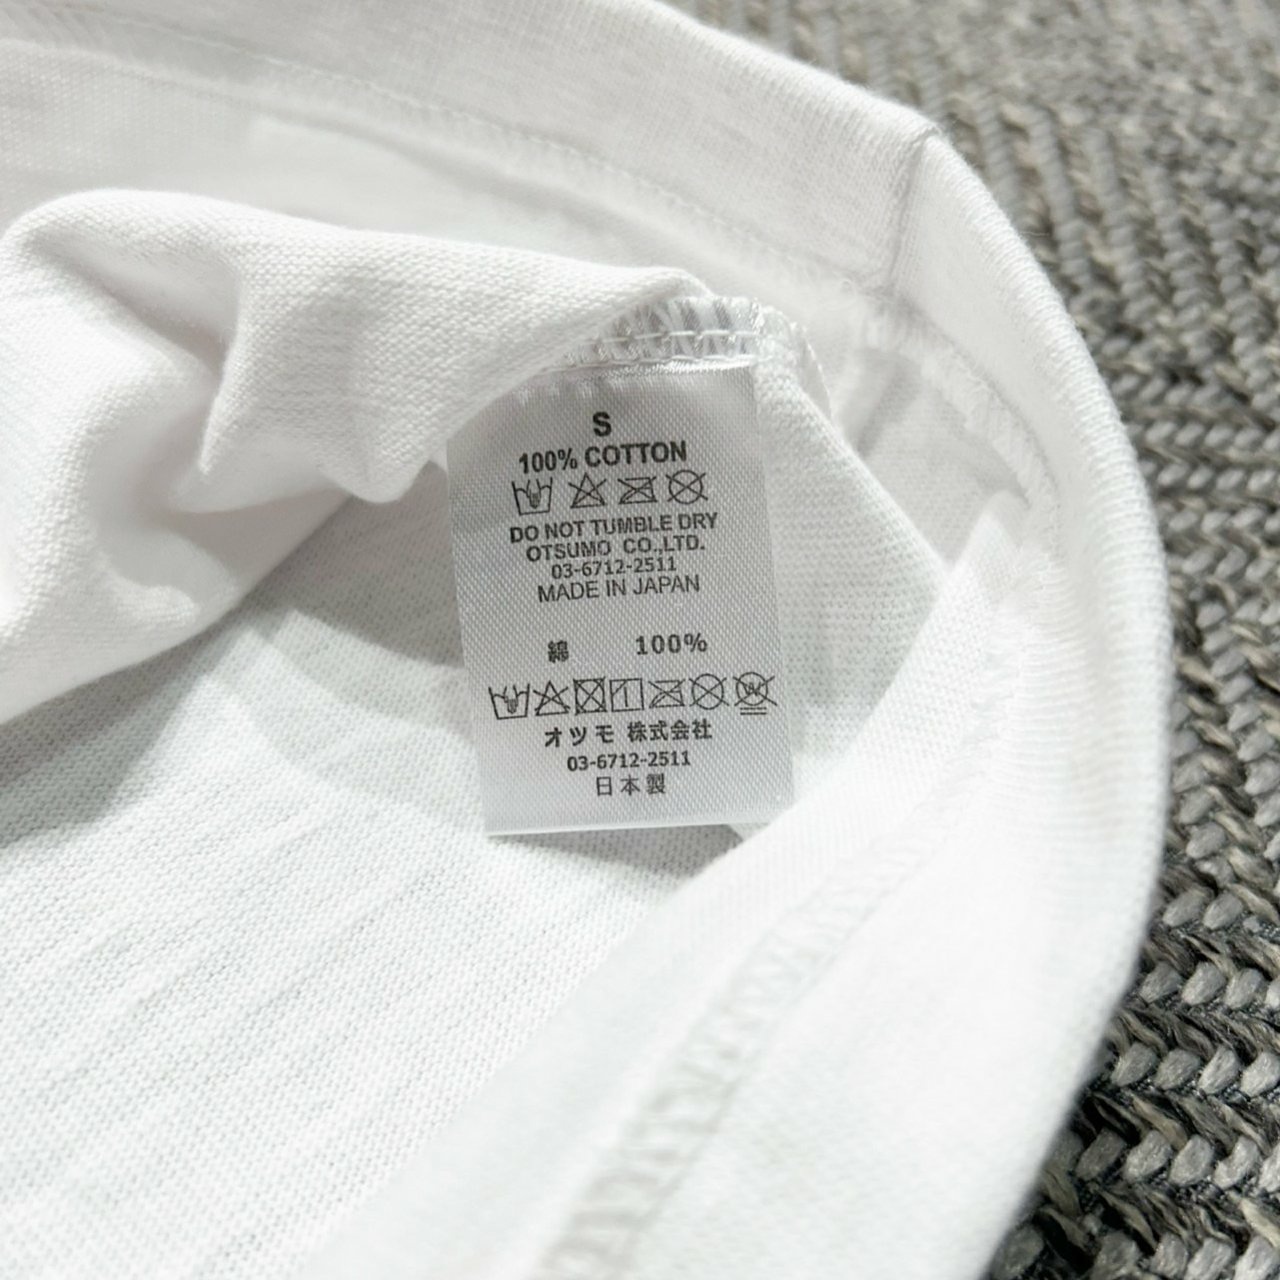 S
100% COTTON
DO NOT TUMBLE DRY
OTSUMO CO.,LTD.
03-6712-2511
MADE IN JAPAN
綿 100%
オツモ 株式会社
03-6712-2511
日本製